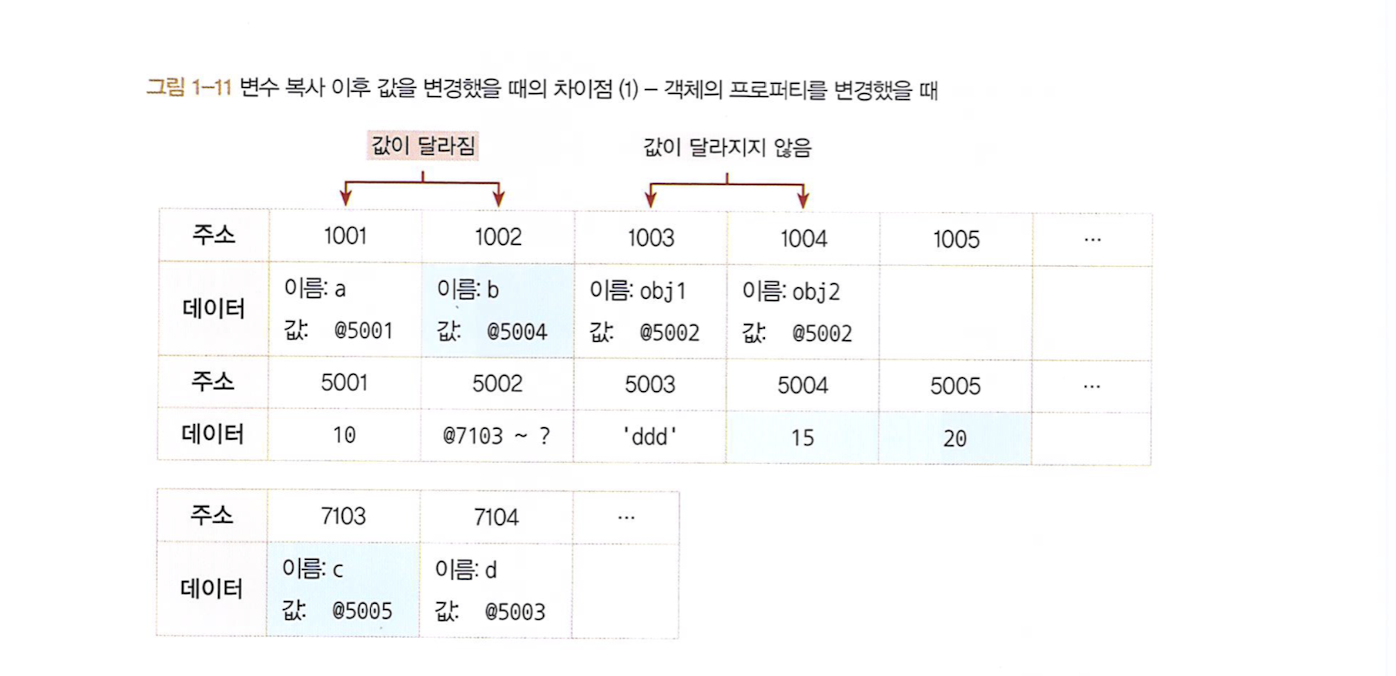 그림 1-11 변수 복사 이후 값을 변경했을 때의 차이점 (1) – 객체의 프로퍼티를 변경했을 때
값이 달라짐 값이 달라지지 않음
주소 1001 1002 1003 1004 1005 …
데이터 이름: a 이름: b 이름: obj1 이름: obj2
값: @5001 값: @5004 값: @5002 값: @5002
주소 5001 5002 5003 5004 5005 …
데이터 10 @7103 ~ ? 'ddd' 15 20
주소 7103 7104 …
데이터 이름: c 이름: d
값: @5005 값: @5003